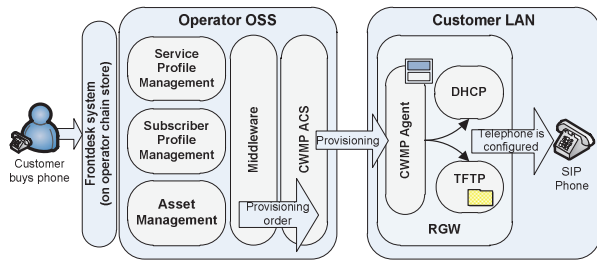 Operator OSS
Customer LAN
Customer
buys phone
Frontdesk system
(on operator chain store)
Service
Profile
Management
Subscriber
Profile
Management
Asset
Management
Middleware
CWMP ACS
Provisioning
order
Provisioning
CWMP Agent
DHCP
TFTP
RGW
Telephone is
configured
SIP
Phone